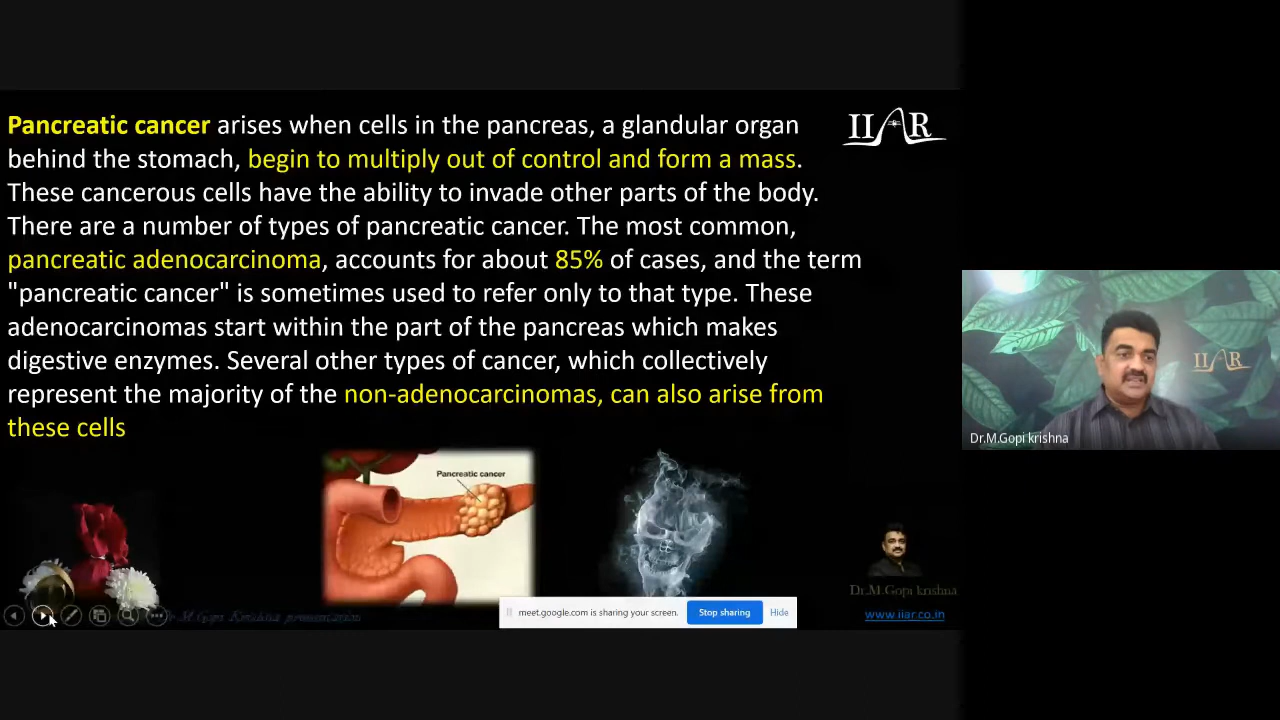 Pancreatic cancer arises when cells in the pancreas, a glandular organ
behind the stomach, begin to multiply out of control and form a mass.
These cancerous cells have the ability to invade other parts of the body.
There are a number of types of pancreatic cancer. The most common,
pancreatic adenocarcinoma, accounts for about 85% of cases, and the term
"pancreatic cancer" is sometimes used to refer only to that type. These
adenocarcinomas start within the part of the pancreas which makes
digestive enzymes. Several other types of cancer, which collectively
represent the majority of the non-adenocarcinomas, can also arise from
these cells
IIAR
Pancreatic cancer
Dr.M.Gopi krishna
www.iiar.co.in
Dr.M.Gopi Krishna presentation
meet.google.com is sharing your screen.
Stop sharing
Hide
IIAR
Dr.M.Gopi krishna